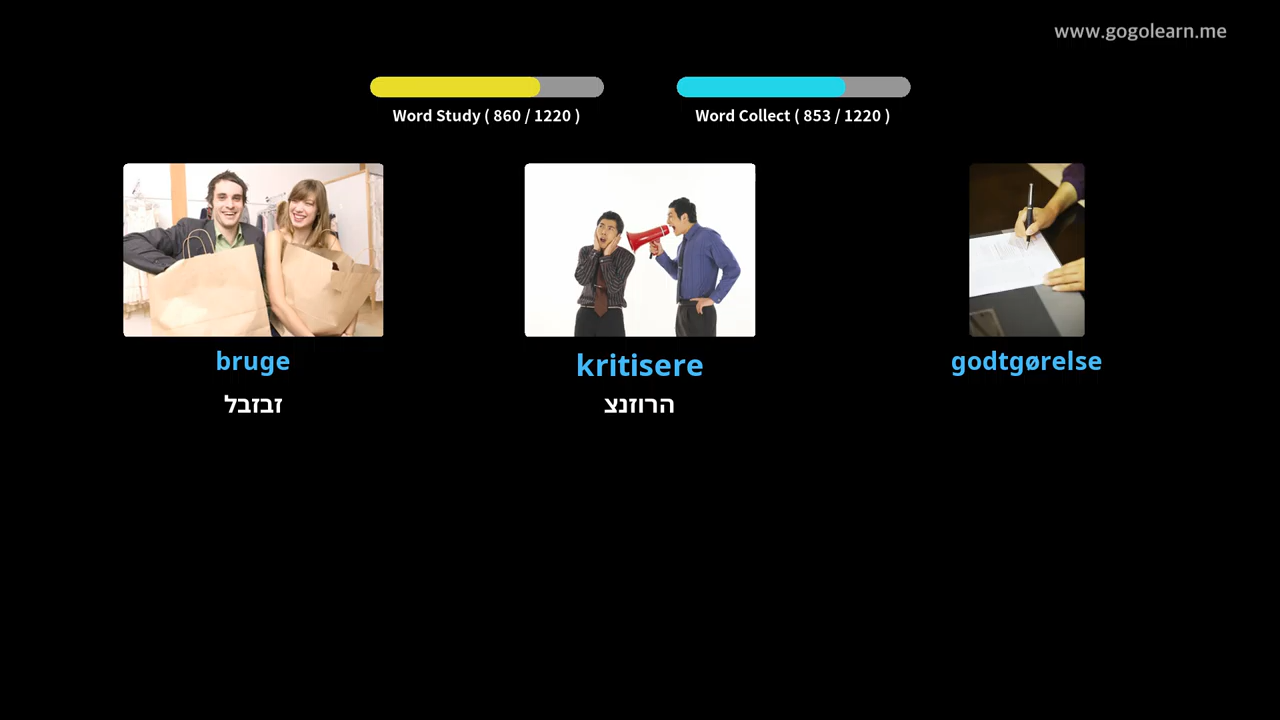 www.gogolearn.me
Word Study ( 860 / 1220 )
Word Collect ( 853 / 1220 )
bruge
kritisere
godtgørelse
זבזבל
הרוזנצ